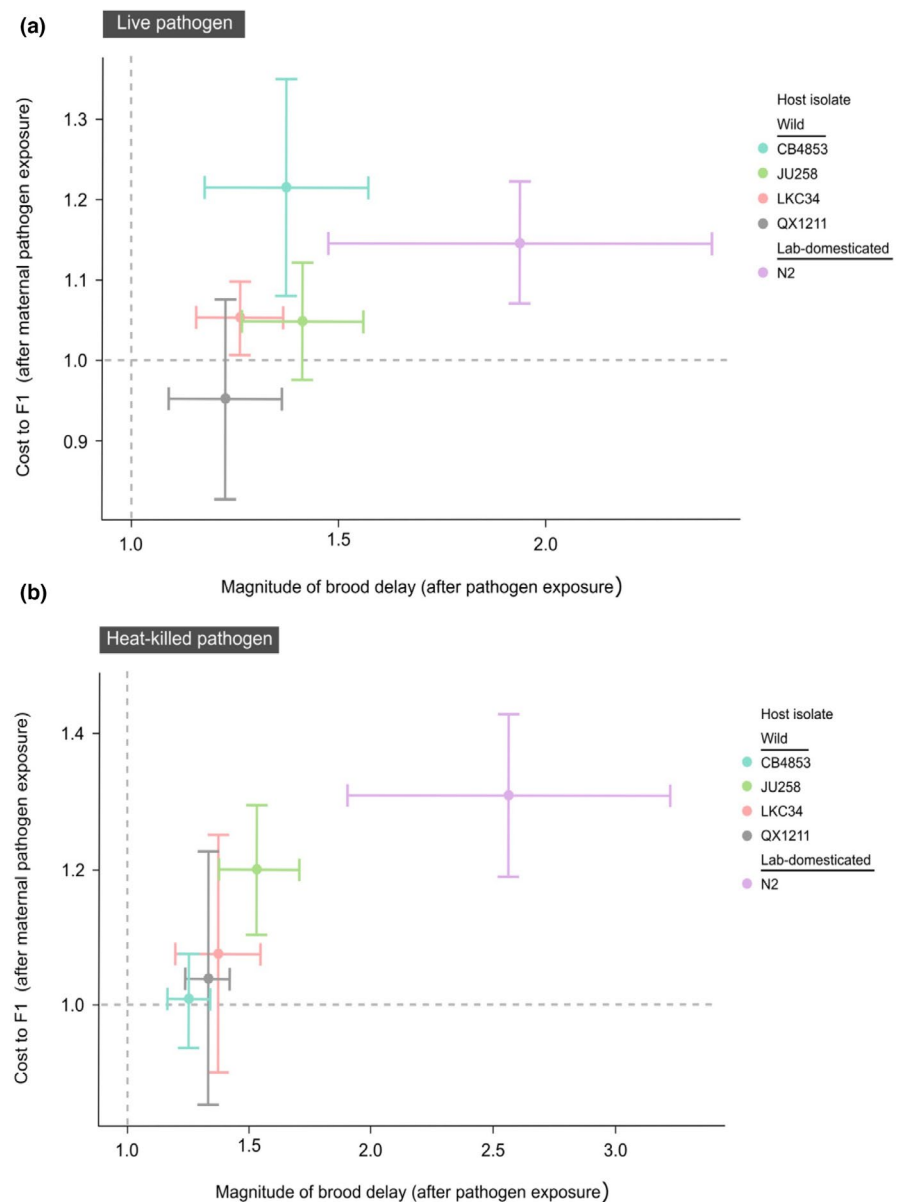 (a)
Live pathogen
Cost to F1 (after maternal pathogen exposure)
1.3
1.2
1.1
1.0
0.9
1.0
1.5
2.0
Magnitude of brood delay (after pathogen exposure)
Host isolate
Wild
CB4853
JU258
LKC34
QX1211
Lab-domesticated
N2
(b)
Heat-killed pathogen
Cost to F1 (after maternal pathogen exposure)
1.4
1.2
1.0
1.0
1.5
2.0
2.5
3.0
Magnitude of brood delay (after pathogen exposure)
Host isolate
Wild
CB4853
JU258
LKC34
QX1211
Lab-domesticated
N2